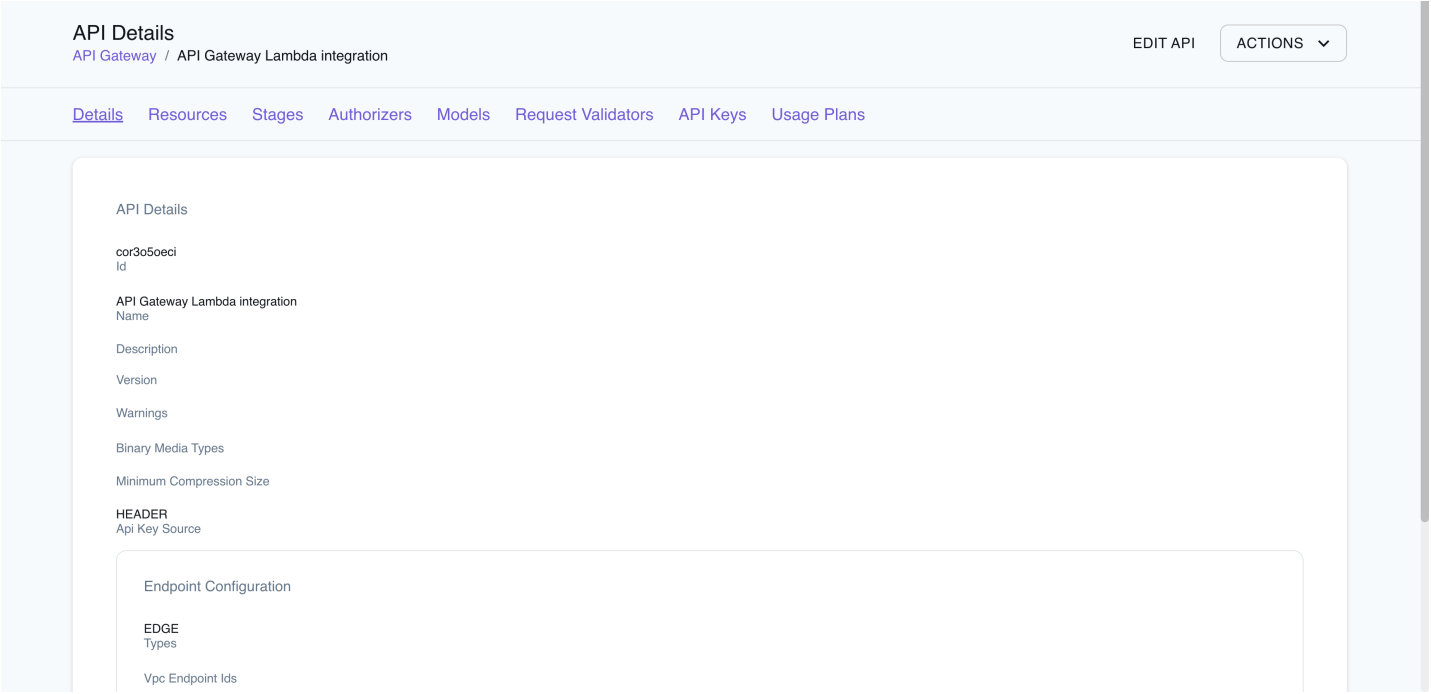 API Details
API Gateway / API Gateway Lambda integration
EDIT API
ACTIONS
Details Resources Stages Authorizers Models Request Validators API Keys Usage Plans
API Details
cor3o5oeci
Id
API Gateway Lambda integration
Name
Description
Version
Warnings
Binary Media Types
Minimum Compression Size
HEADER
Api Key Source
Endpoint Configuration
EDGE
Types
Vpc Endpoint Ids